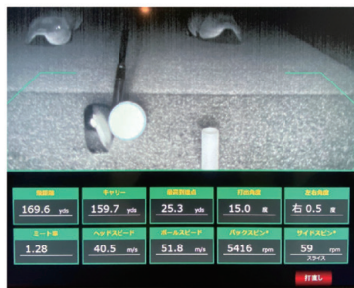 飛距離 キャリー 最高到達点 打出角度 左右角度
169.6 yds 159.7 yds 25.3 yds 15.0 度 右 0.5 度
ミート率 ヘッドスピード ボールスピード バックスピン* サイドスピン*
1.28 40.5 m/s 51.8 m/s 5416 rpm 59 rpm
スライス
打直し